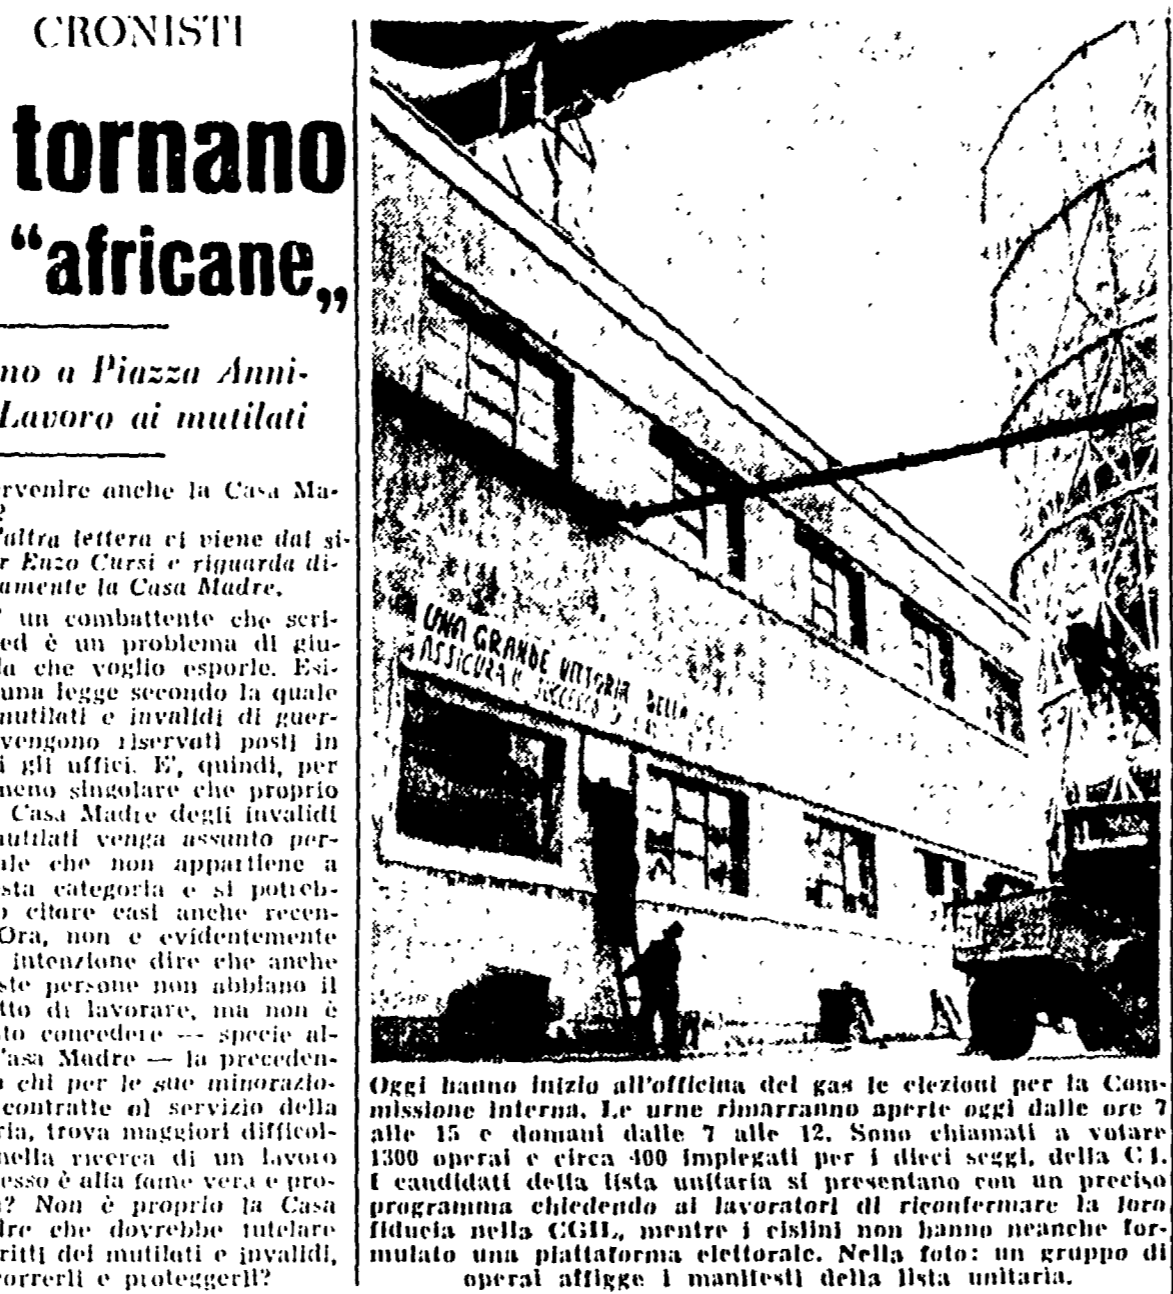 CRONISTI
tornano
“africane„
no a Piazza Anni-
Lavoro ai mutilati
ervenire anche la Casa Ma-
?
'altra lettera ci viene dal si-
r Enzo Cursi e riguarda di-
amente la Casa Madre.
un combattente che scri-
ed è un problema di giu-
a che voglio esporle. Esi-
una legge secondo la quale
mutilati e invalidi di guer-
vengono riservati posti in
i gli uffici. E', quindi, per
meno singolare che proprio
Casa Madre degli invalidi
mutilati venga assunto per-
ale che non appartiene a
sta categoria e si potreb-
o citare casi anche recen-
Ora, non e evidentemente
intenzione dire che anche
ste persone non abbiano il
tto di lavorare, ma non è
sto concedere — specie al-
Casa Madre — la preceden-
a chi per le sue minorazio-
contratte al servizio della
ria, trova maggiori difficol-
nella ricerca di un lavoro
esso è alla fame vera e pro-
a? Non è proprio la Casa
dre che dovrebbe tutelare
ritti dei mutilati e invalidi,
correrli e proteggerli?
UNA GRANDE VITTORIA DELLA
ASSICURA IL SUCCESSO
Oggi hanno inizio all'officina del gas le elezioni per la Com-
missione interna. Le urne rimarranno aperte oggi dalle ore 7
alle 15 e domani dalle 7 alle 12. Sono chiamati a votare
1300 operai e circa 400 impiegati per i dieci seggi, della C.I.
I candidati della lista unitaria si presentano con un preciso
programma chiedendo ai lavoratori di riconfermare la loro
fiducia nella CGIL, mentre i cislini non hanno neanche for-
mulato una piattaforma elettorale. Nella foto: un gruppo di
operai affigge i manifesti della lista unitaria.